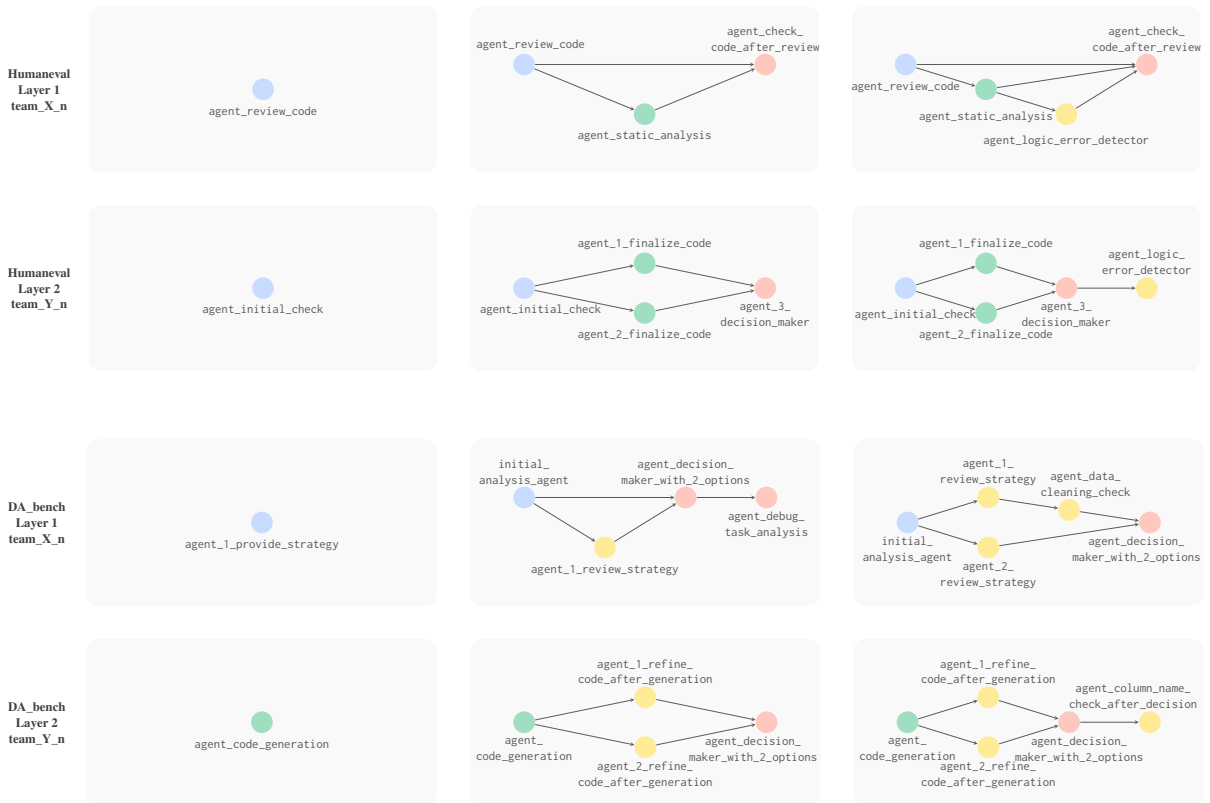 Humaneval
Layer 1
team_X_n
agent_review_code
agent_review_code
agent_check_
code_after_review
agent_static_analysis
agent_check_
code_after_review
agent_review_code
agent_static_analysis
agent_logic_error_detector
Humaneval
Layer 2
team_Y_n
agent_initial_check
agent_1_finalize_code
agent_initial_check
agent_2_finalize_code
agent_3_
decision_maker
agent_1_finalize_code
agent_logic_
error_detector
agent_initial_check
agent_2_finalize_code
agent_3_
decision_maker
DA_bench
Layer 1
team_X_n
agent_1_provide_strategy
initial_
analysis_agent
agent_decision_
maker_with_2_options
agent_debug_
task_analysis
agent_1_review_strategy
agent_1_
review_strategy
agent_data_
cleaning_check
initial_
analysis_agent
agent_2_
review_strategy
agent_decision_
maker_with_2_options
DA_bench
Layer 2
team_Y_n
agent_code_generation
agent_1_refine_
code_after_generation
agent_
code_generation
agent_2_refine_
code_after_generation
agent_decision_
maker_with_2_options
agent_1_refine_
code_after_generation
agent_column_name_
check_after_decision
agent_
code_generation
agent_2_refine_
code_after_generation
agent_decision_
maker_with_2_options